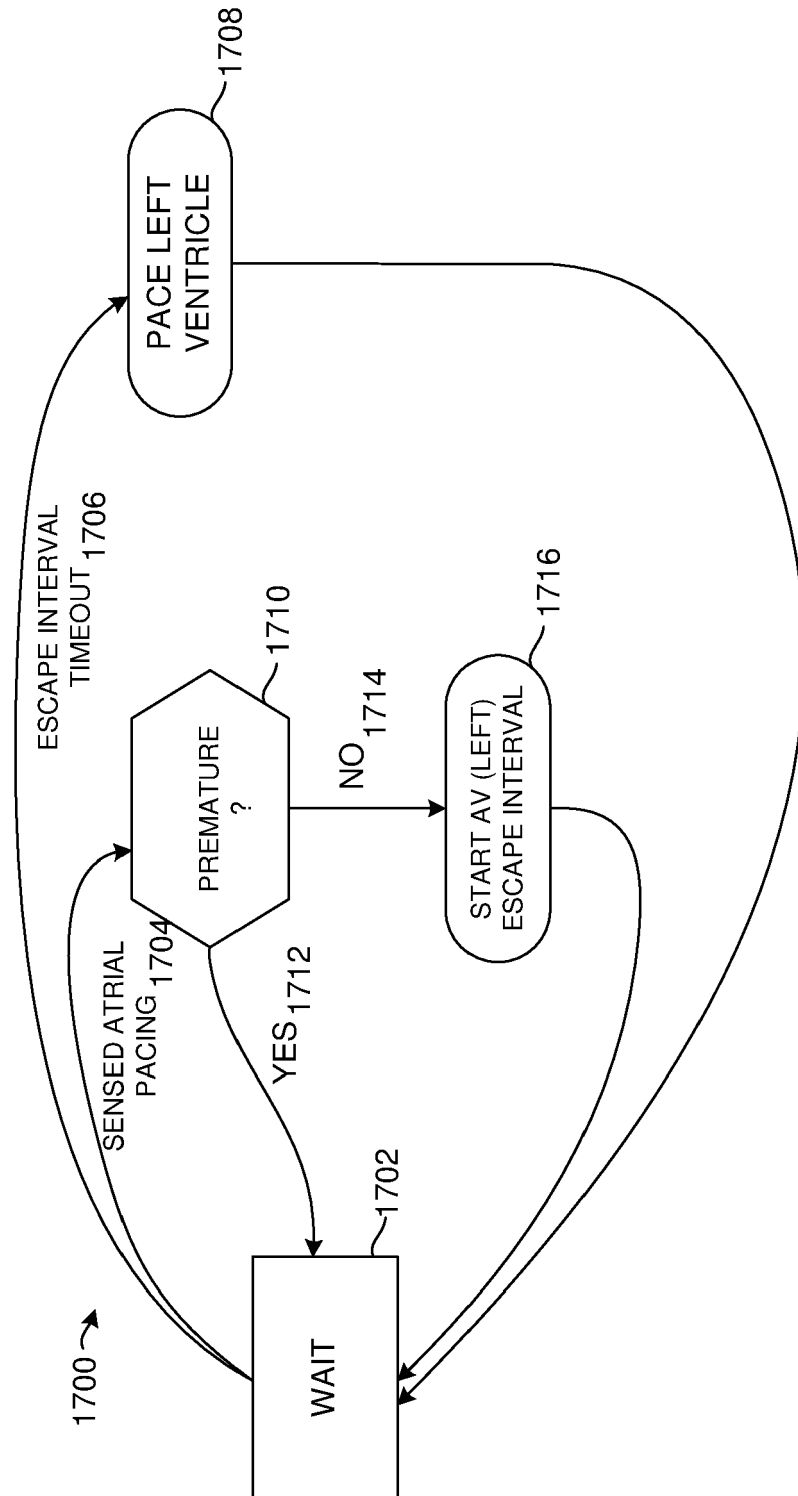 1700
WAIT
1702
SENSED ATRIAL
PACING 1704
ESCAPE INTERVAL
TIMEOUT 1706
PACE LEFT
VENTRICLE
1708
PREMATURE
?
1710
YES 1712
NO 1714
START AV (LEFT)
ESCAPE INTERVAL
1716